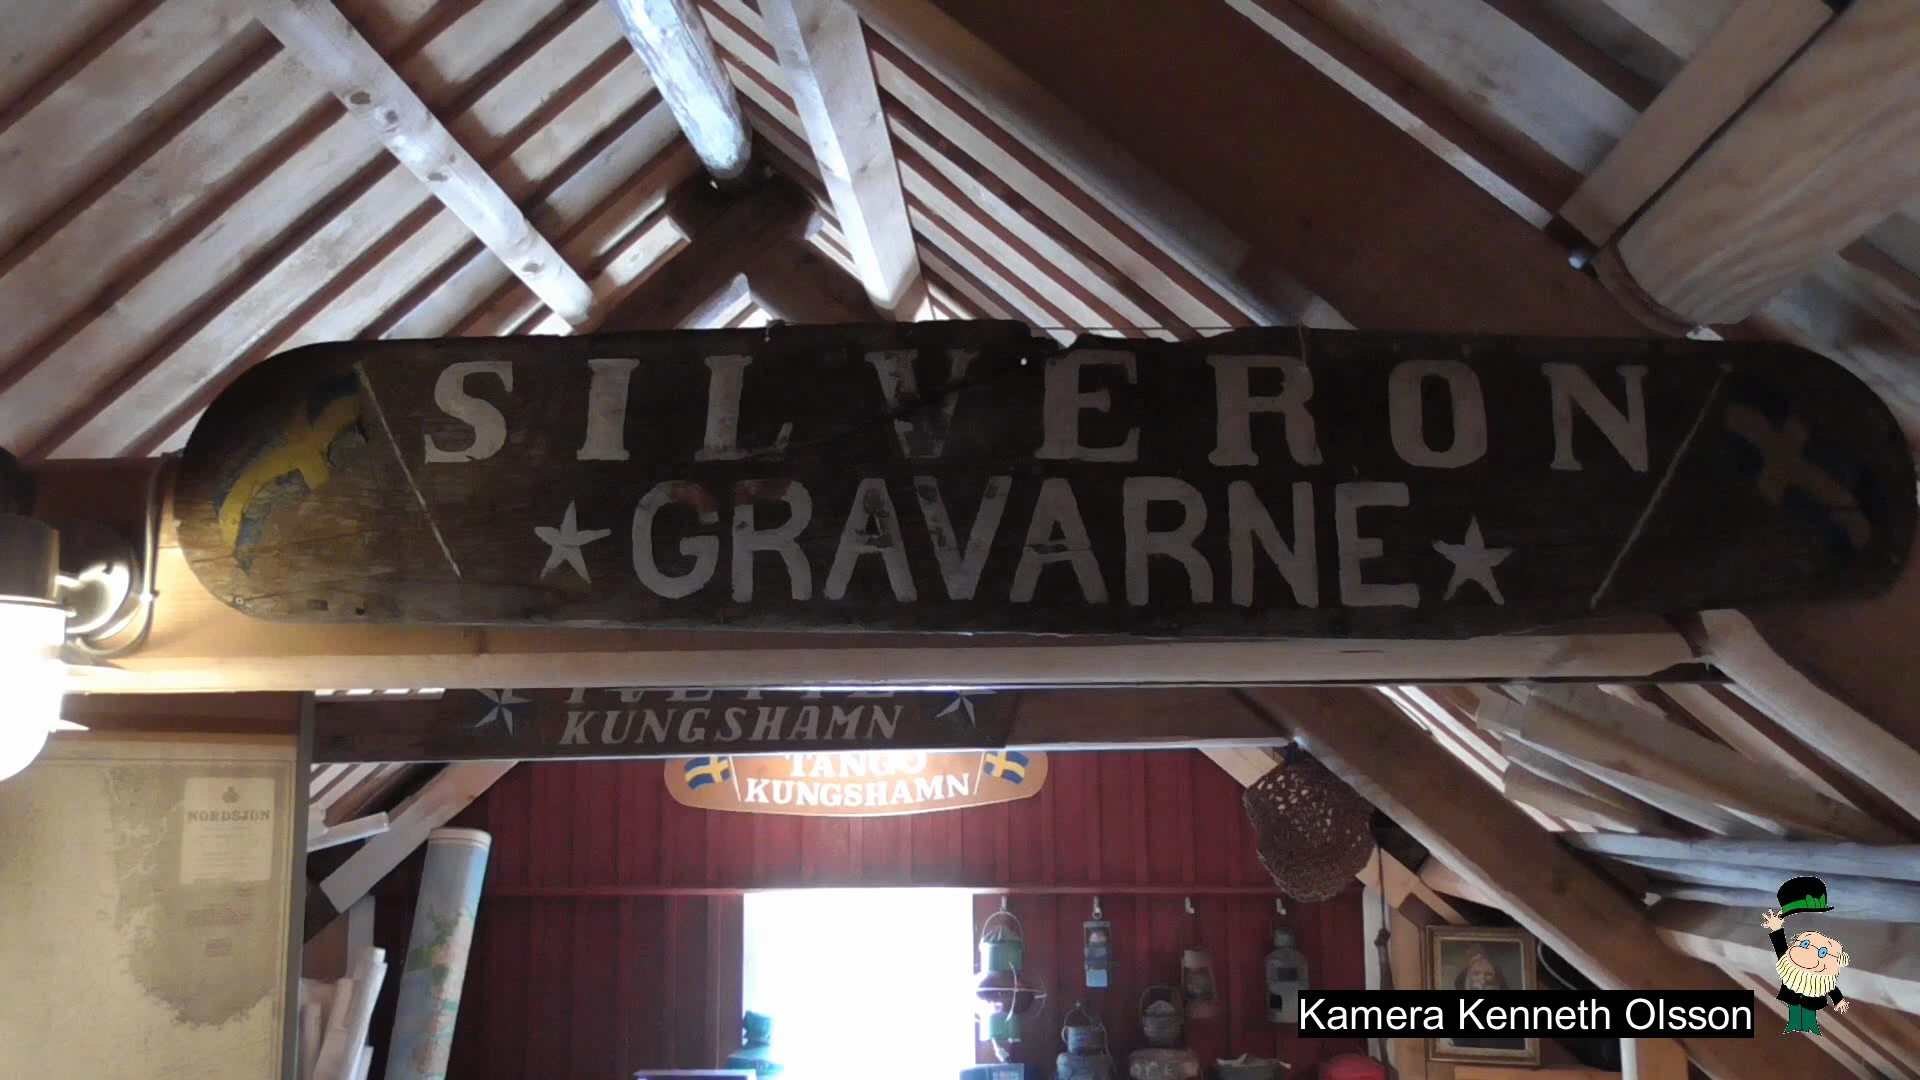 SILVERON
GRAVARNE
KUNGSHAMN
TANGO
KUNGSHAMN
NORDSJÖN
Kamera Kenneth Olsson